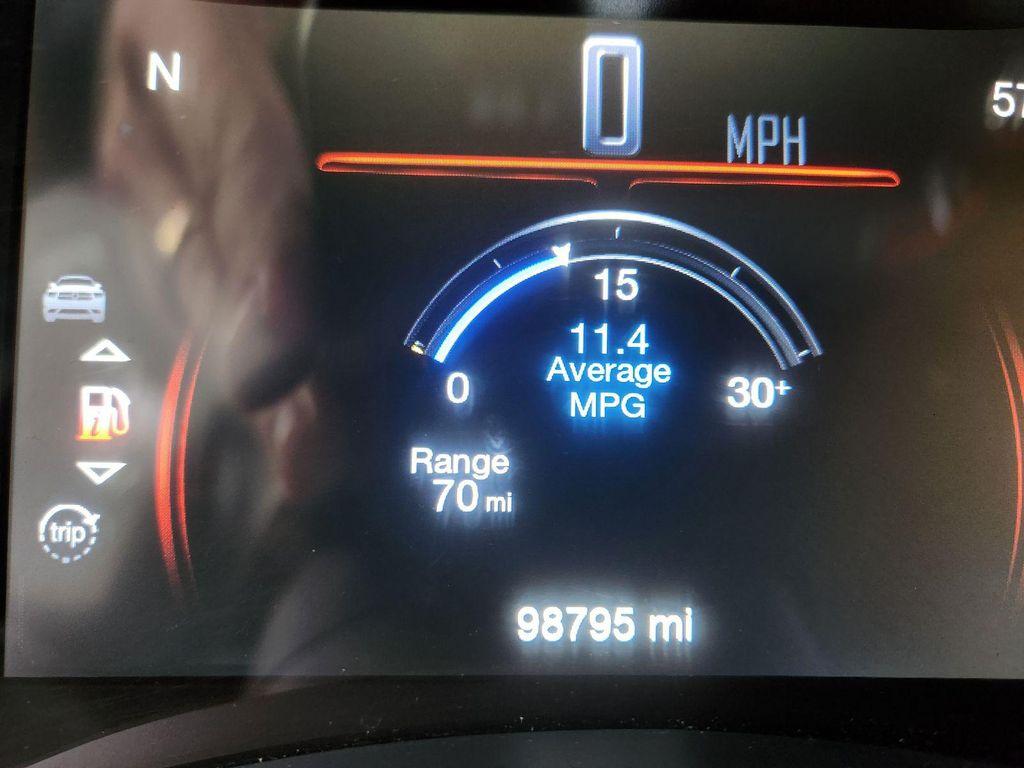 N
0
MPH
57
15
11.4
Average
MPG
0
30+
Range
70 mi
trip
98795 mi